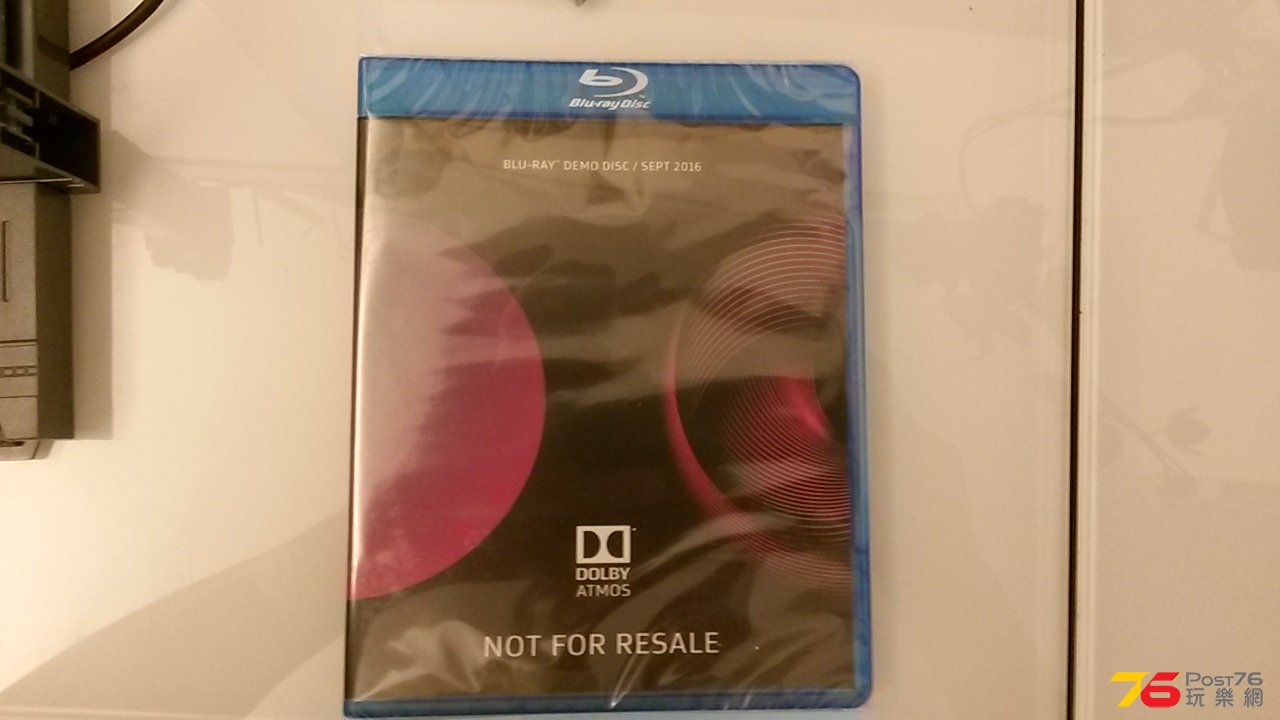 Blu-ray Disc
BLU-RAY™ DEMO DISC / SEPT 2016
DOLBY
ATMOS
NOT FOR RESALE
76 Post76
玩樂網